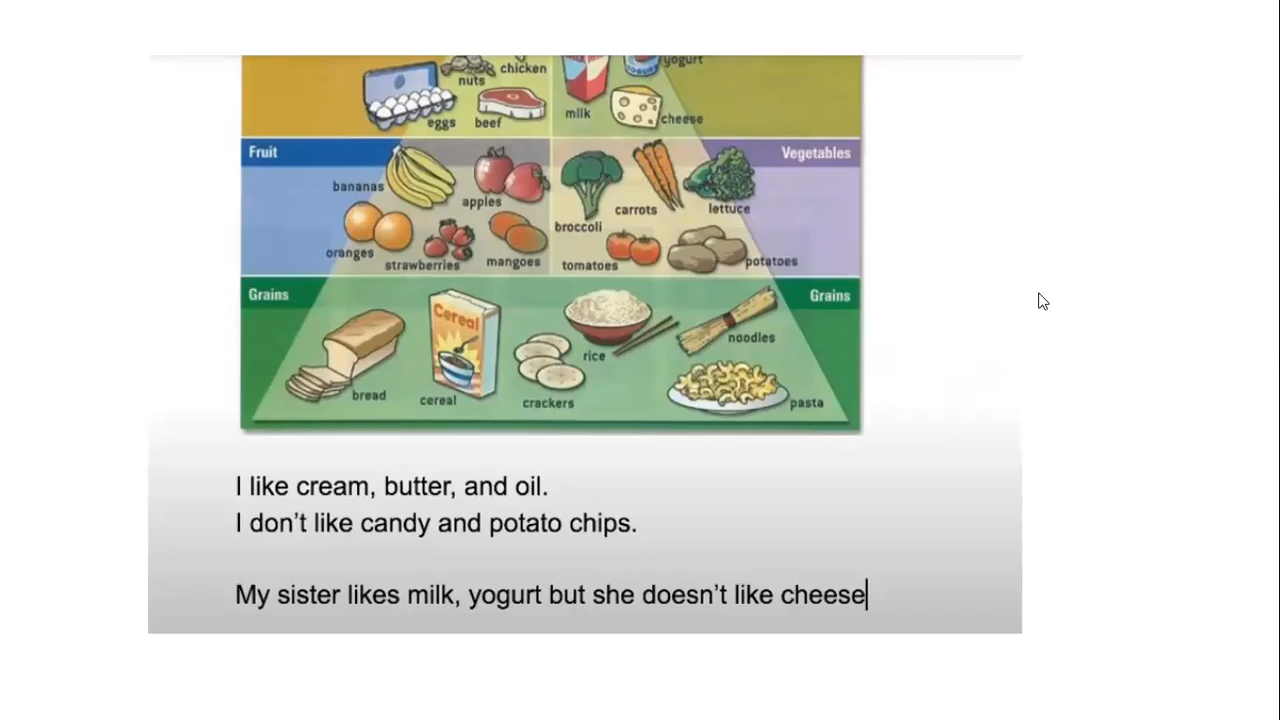 yogurt
chicken
nuts
milk
eggs
beef
cheese
Fruit
Vegetables
bananas
apples
carrots
lettuce
broccoli
oranges
strawberries
mangoes
tomatoes
potatoes
Grains
Grains
Cereal
noodles
rice
bread
cereal
crackers
pasta
I like cream, butter, and oil.
I don’t like candy and potato chips.
My sister likes milk, yogurt but she doesn’t like cheese